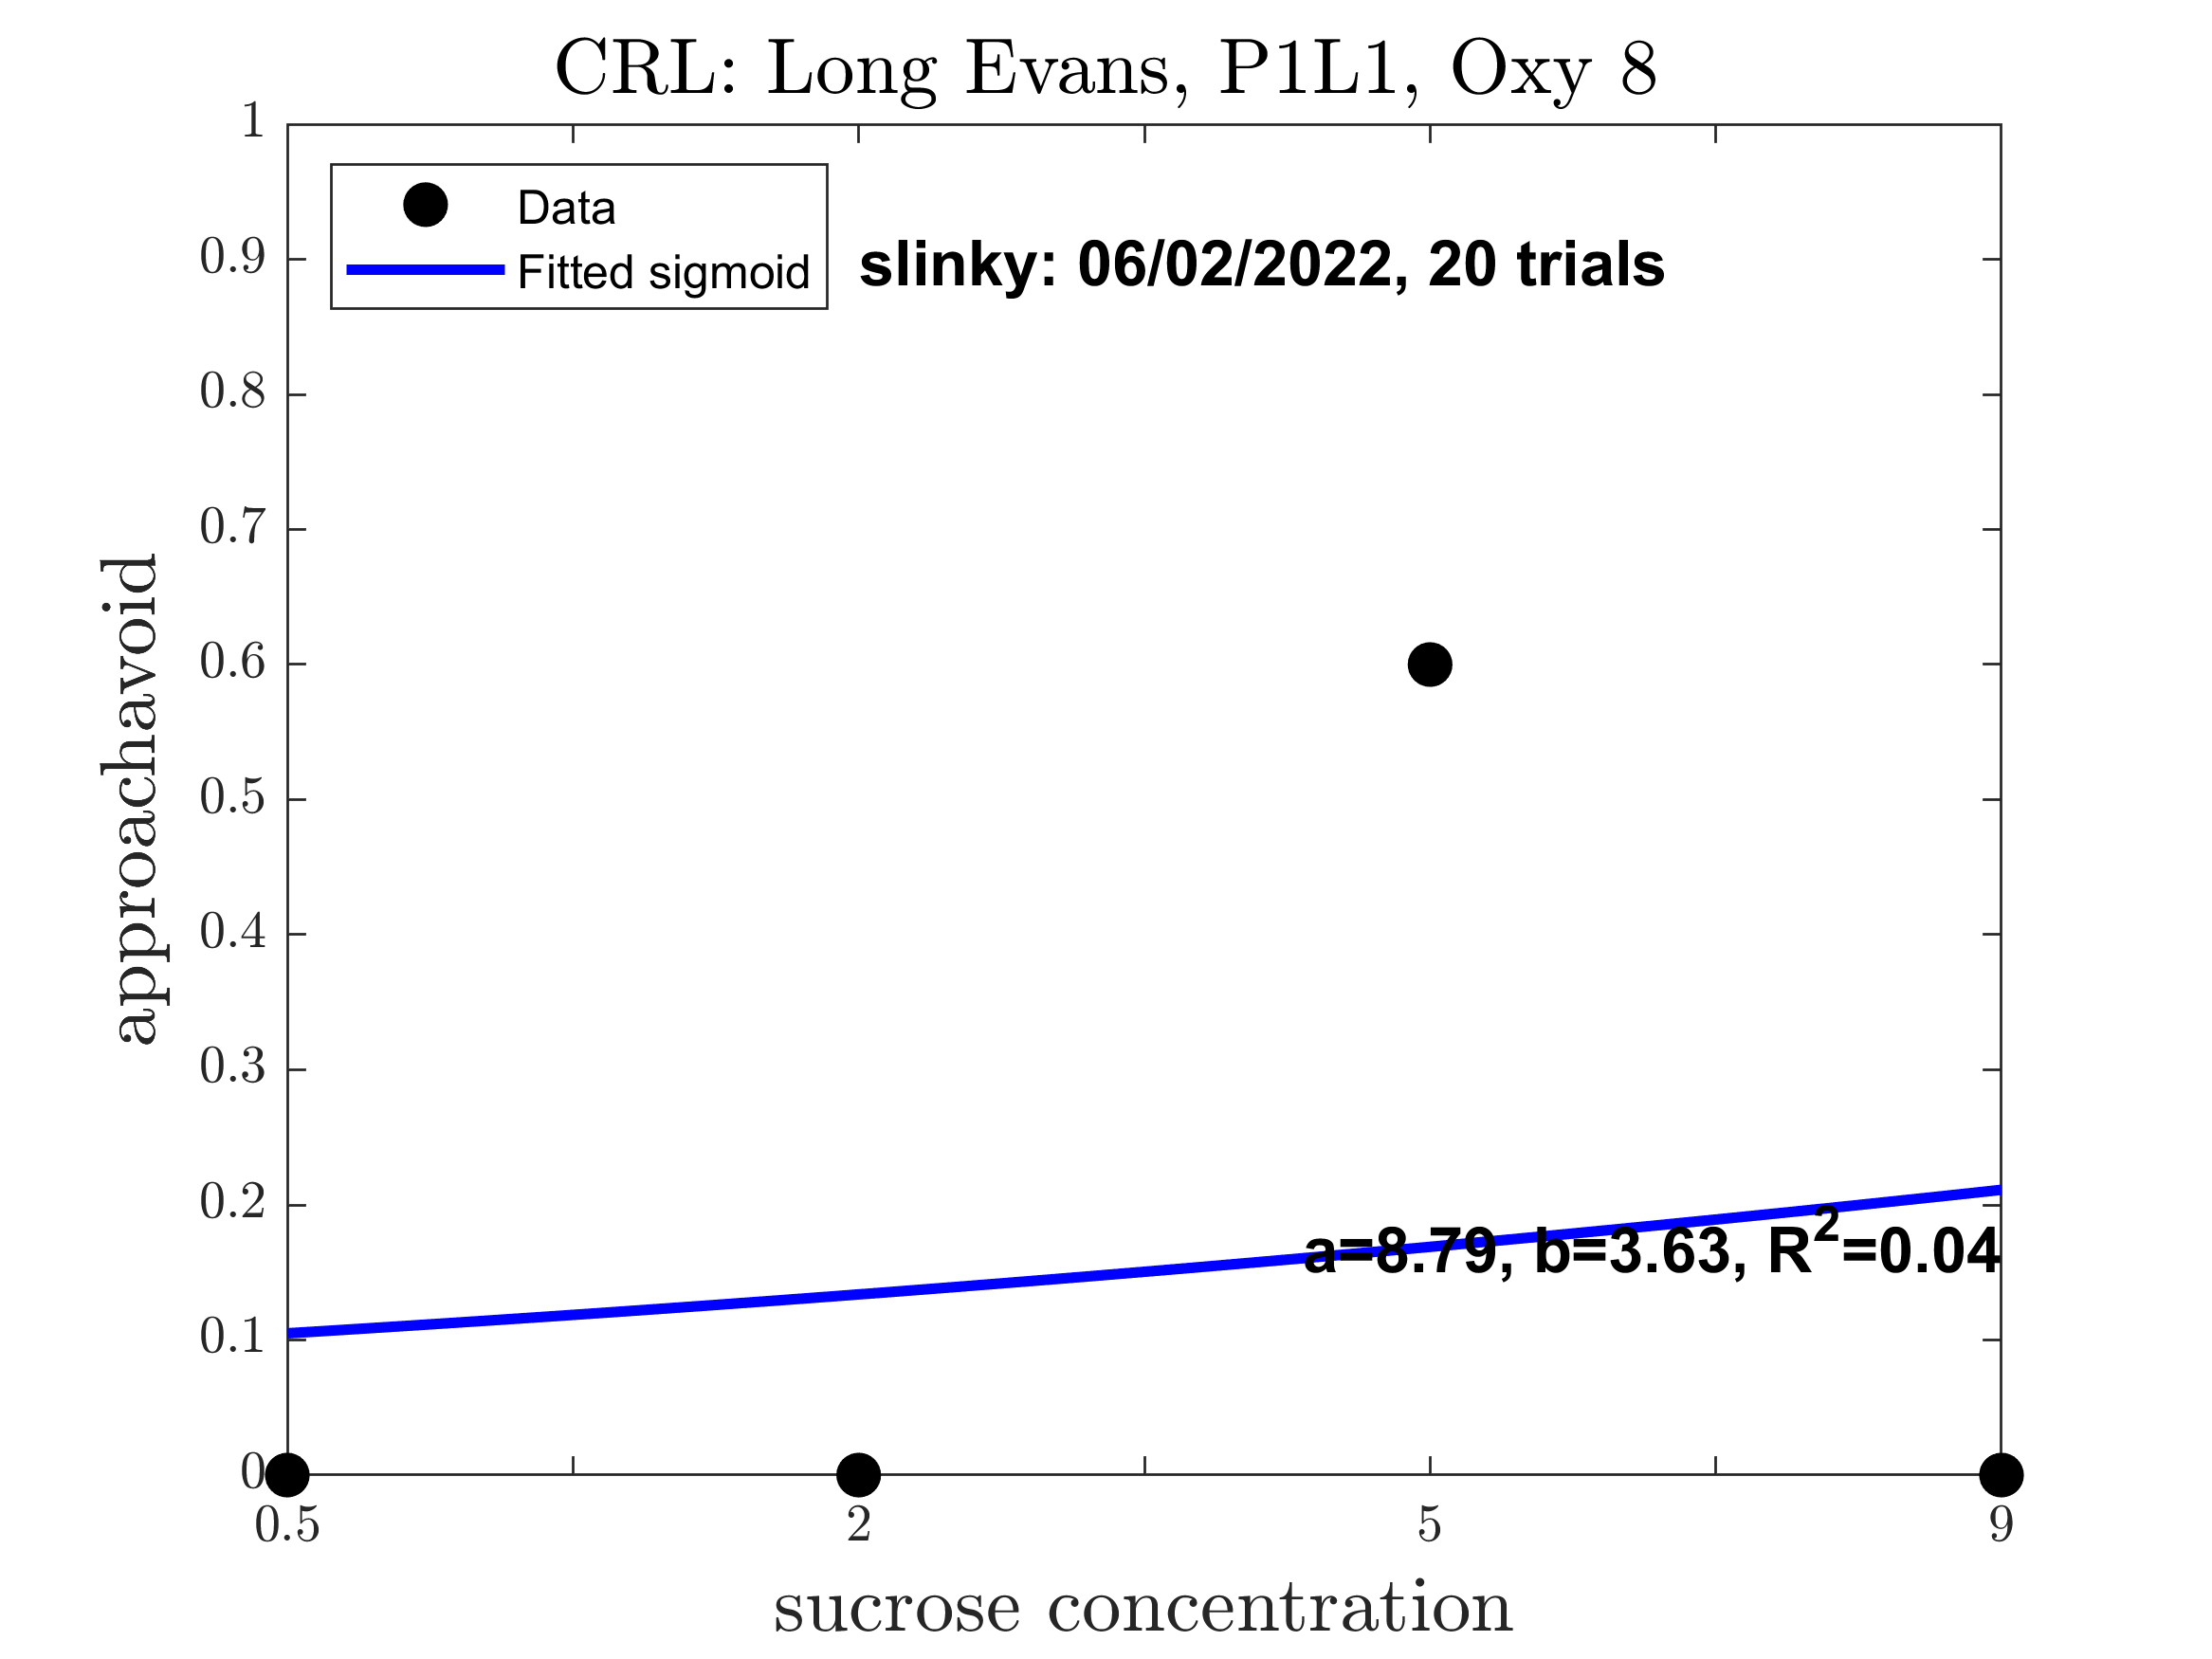 CRL: Long Evans, P1L1, Oxy 8
1
Data
Fitted sigmoid
slinky: 06/02/2022, 20 trials
0.9
0.8
0.7
0.6
0.5
0.4
0.3
0.2
0.1
0
approachavoid
a=8.79, b=3.63, R²=0.04
0.5 2 5 9
sucrose concentration